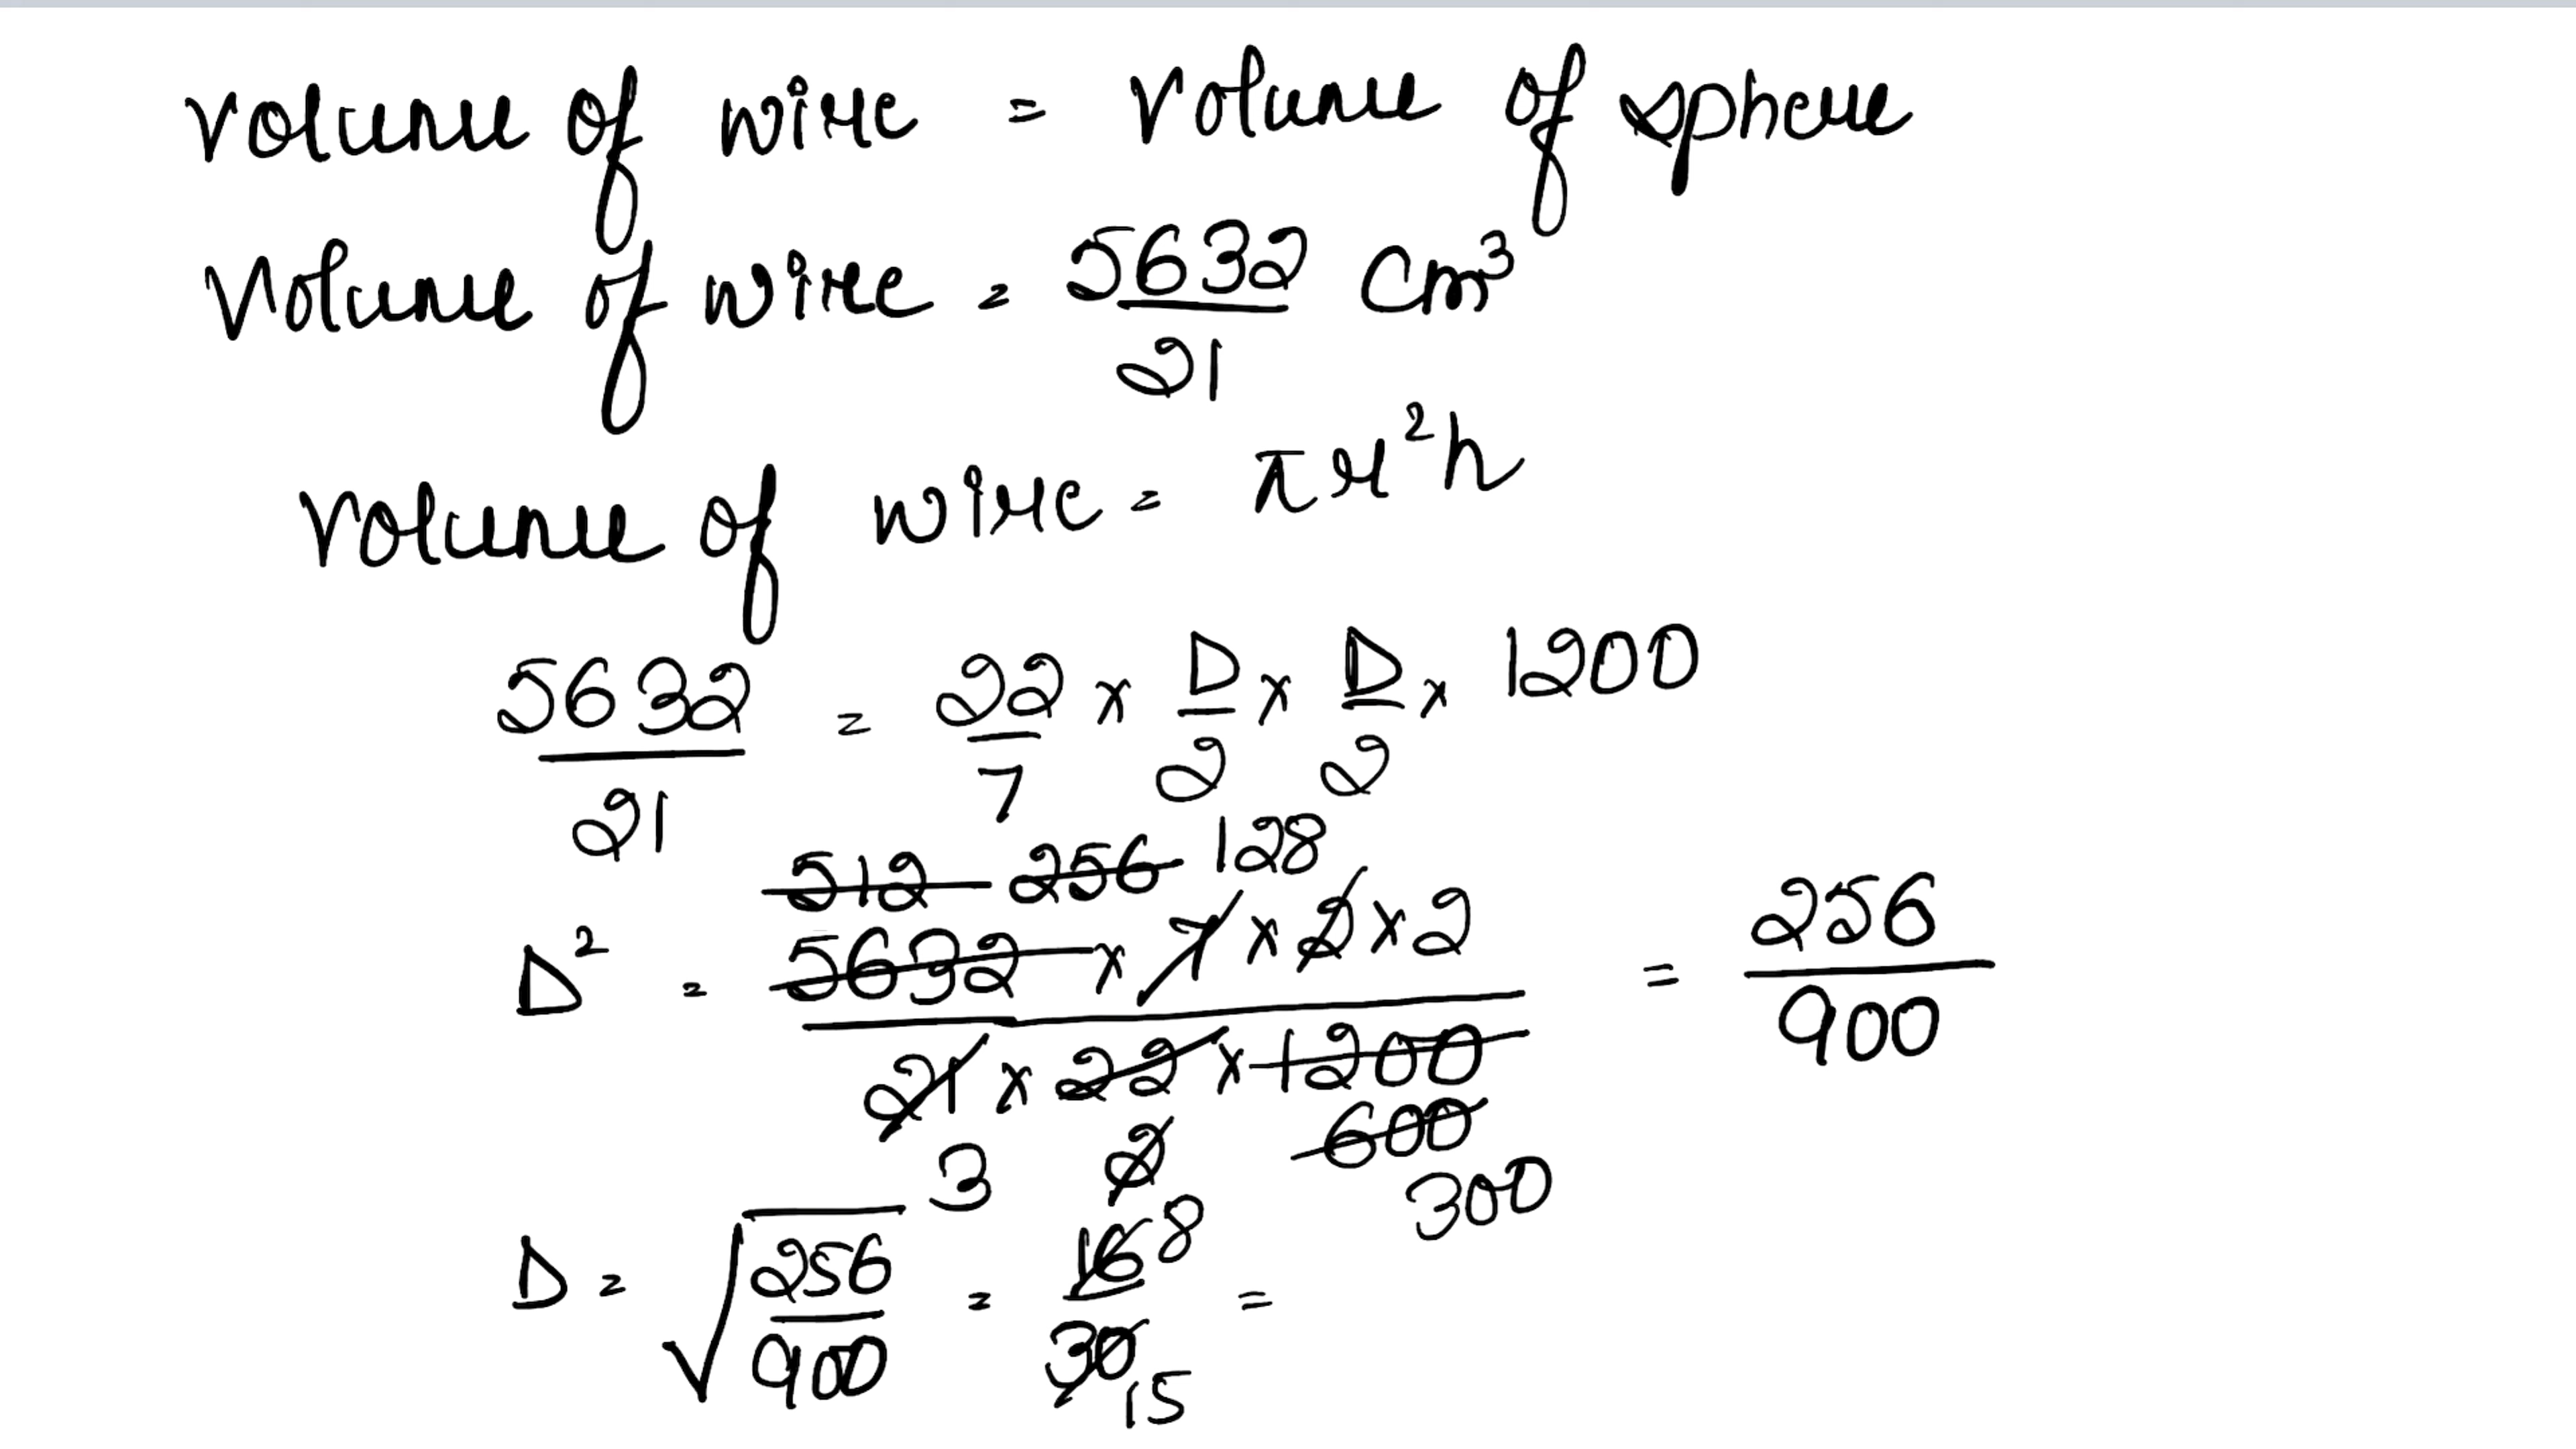 Volume of wire = Volume of sphere
Volume of wire = 5632/21 cm³
Volume of wire = πr²h
5632/21 = 22/7 x D/2 x D/2 x 1200
512 256 128
D² = 5632 x 7 x 2 x 2 / 21 x 22 x 1200 = 256/900
3 2 600
300
D = √256/900 = 16/30 =
8
15